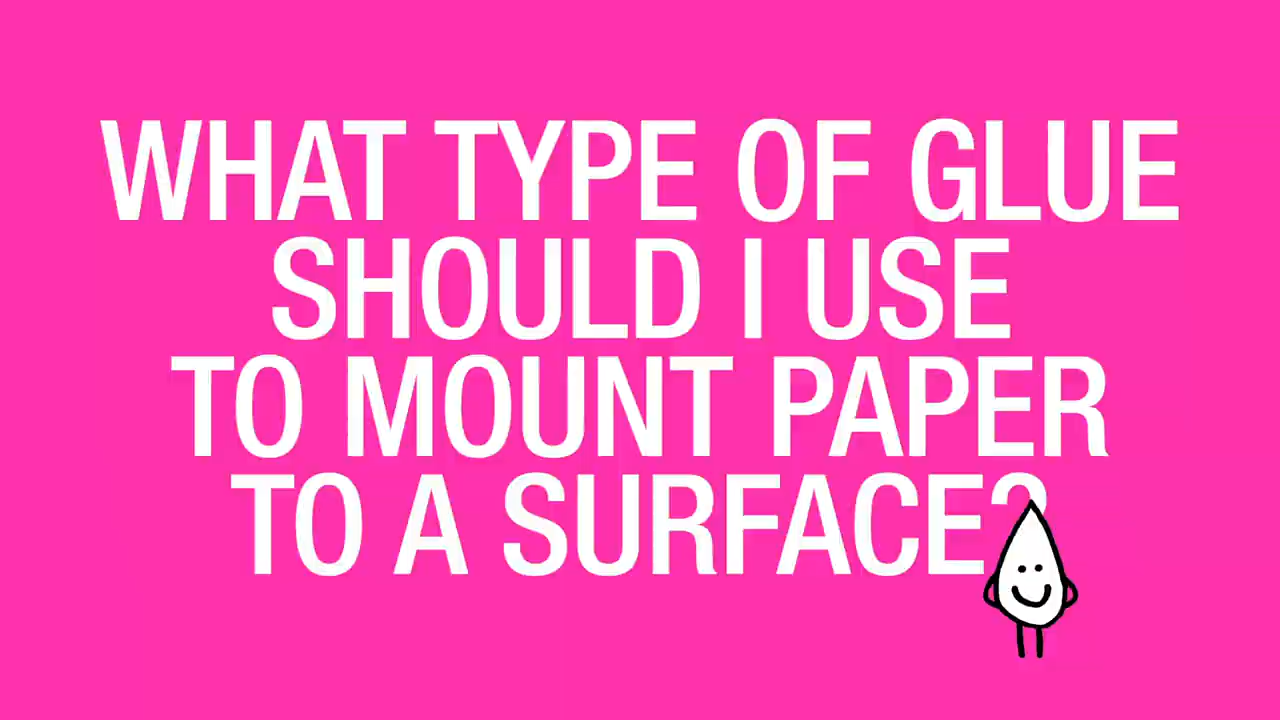 WHAT TYPE OF GLUE
SHOULD I USE
TO MOUNT PAPER
TO A SURFACE?